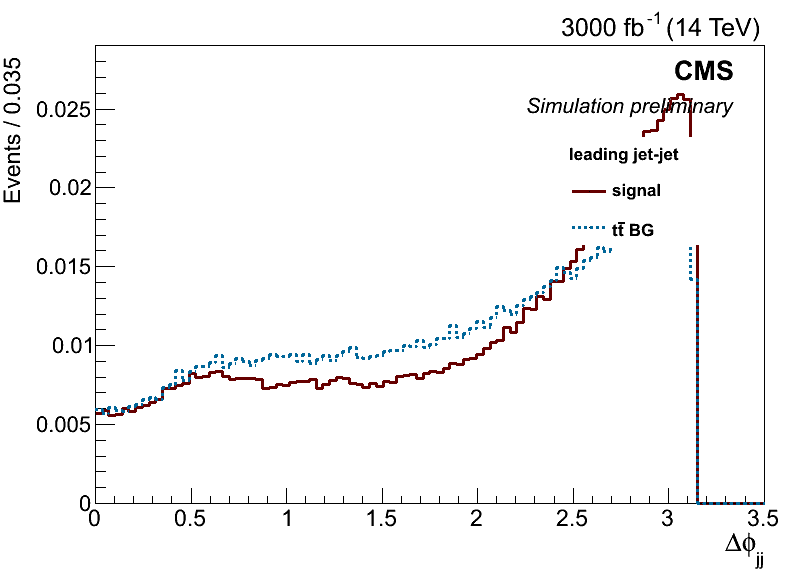 3000 fb⁻¹ (14 TeV)
CMS
Simulation preliminary
leading jet-jet
signal
tt̄ BG
Events / 0.035
0.025
0.02
0.015
0.01
0.005
0
0 0.5 1 1.5 2 2.5 3 3.5
Δϕjj